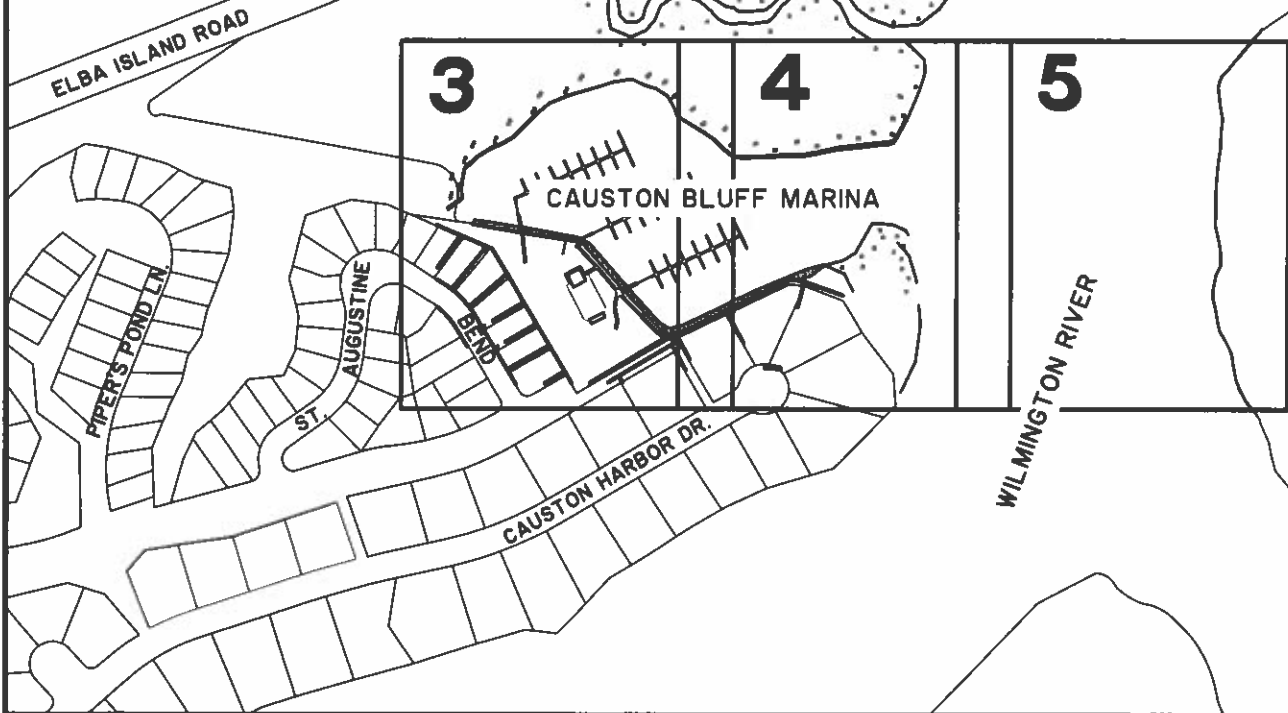 ELBA ISLAND ROAD
3
4
5
CAUSTON BLUFF MARINA
PIPER'S POND LN.
ST. AUGUSTINE BEND
WILMINGTON RIVER
CAUSTON HARBOR DR.